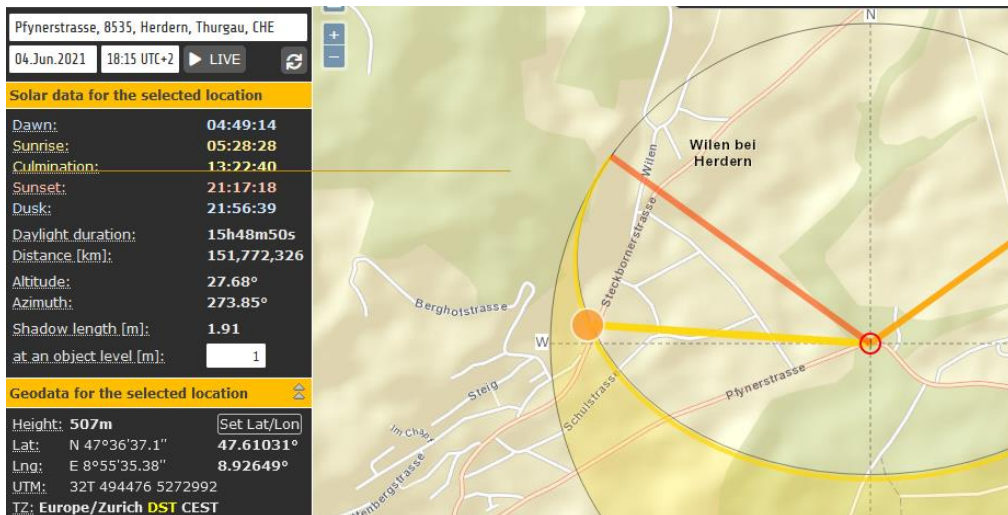 Pfynerstrasse, 8535, Herdern, Thurgau, CHE
04.Jun.2021 18:15 UTC+2 LIVE
Solar data for the selected location
Dawn: 04:49:14
Sunrise: 05:28:28
Culmination: 13:22:40
Sunset: 21:17:18
Dusk: 21:56:39
Daylight duration: 15h48m50s
Distance [km]: 151,772,326
Altitude: 27.68°
Azimuth: 273.85°
Shadow length [m]: 1.91
at an object level [m]: 1
Geodata for the selected location
Height: 507m Set Lat/Lon
Lat: N 47°36'37.1" 47.61031°
Lng: E 8°55'35.38" 8.92649°
UTM: 32T 494476 5272992
TZ: Europe/Zurich DST CEST
+
−
N
Wilen bei
Herdern
Wilen
Steckbornerstrasse
Berghofstrasse
W
Steig
Schulstrasse
Pfynerstrasse
Im Chapf